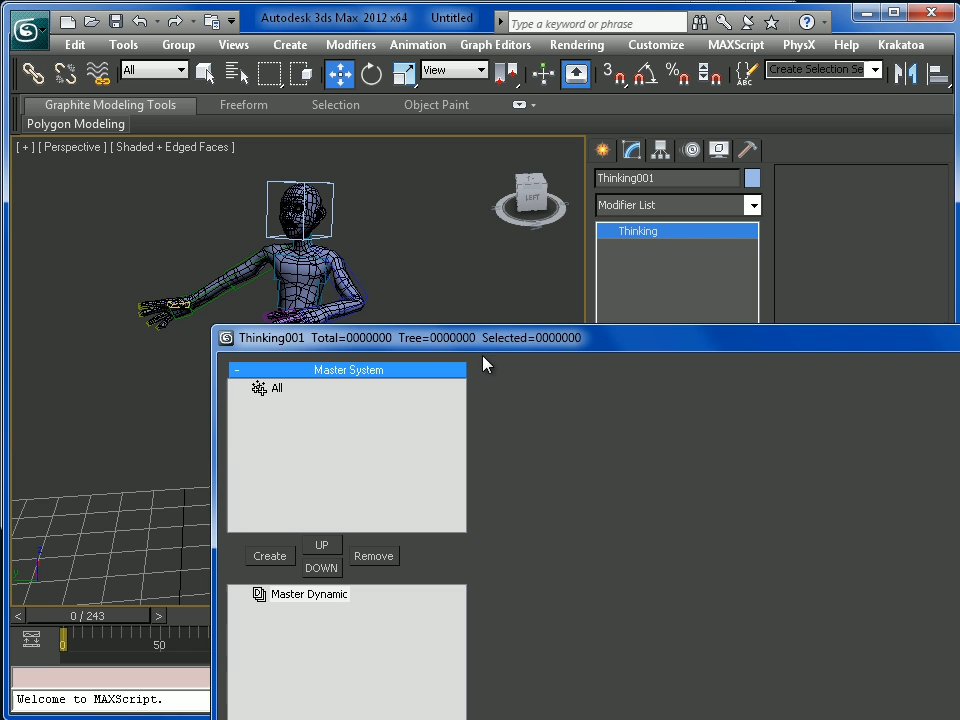 Autodesk 3ds Max 2012 x64 Untitled
Type a keyword or phrase
Edit Tools Group Views Create Modifiers Animation Graph Editors Rendering Customize MAXScript PhysX Help Krakatoa
All View 3 % ABC Create Selection Se
Graphite Modeling Tools Freeform Selection Object Paint
Polygon Modeling
[ + ] [ Perspective ] [ Shaded + Edged Faces ]
LEFT
Thinking001
Modifier List
Thinking
Thinking001 Total=0000000 Tree=0000000 Selected=0000000
- Master System
All
Create UP DOWN Remove
Master Dynamic
z
y
< 0 / 243 >
0 50
Welcome to MAXScript.